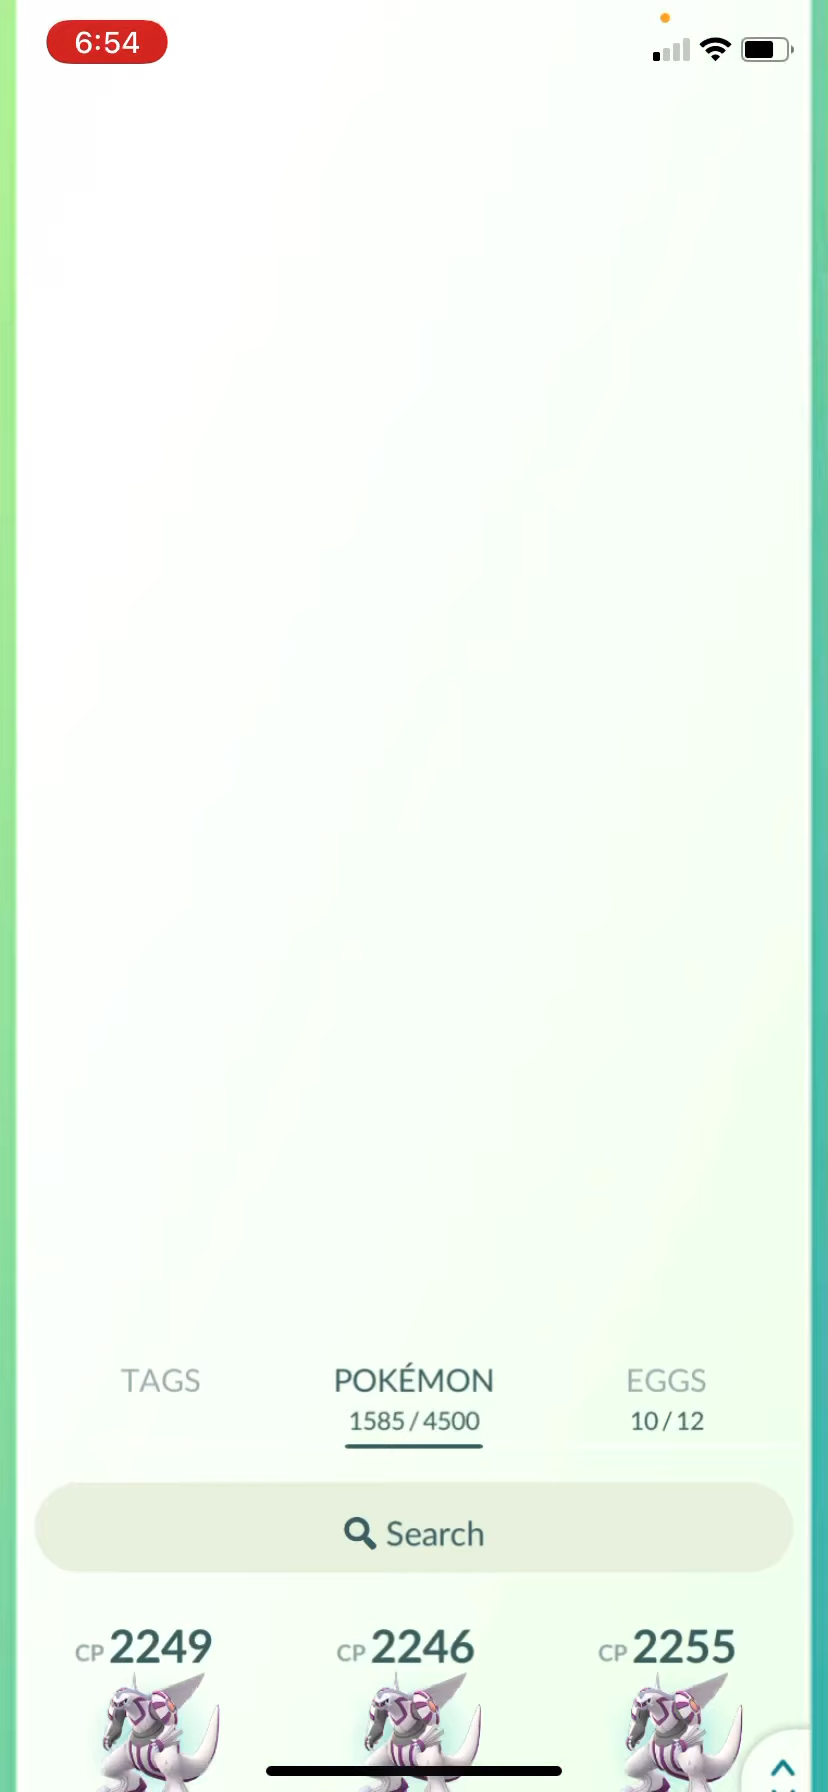 6:54
TAGS POKÉMON EGGS
1585 / 4500 10 / 12
Search
CP 2249 CP 2246 CP 2255